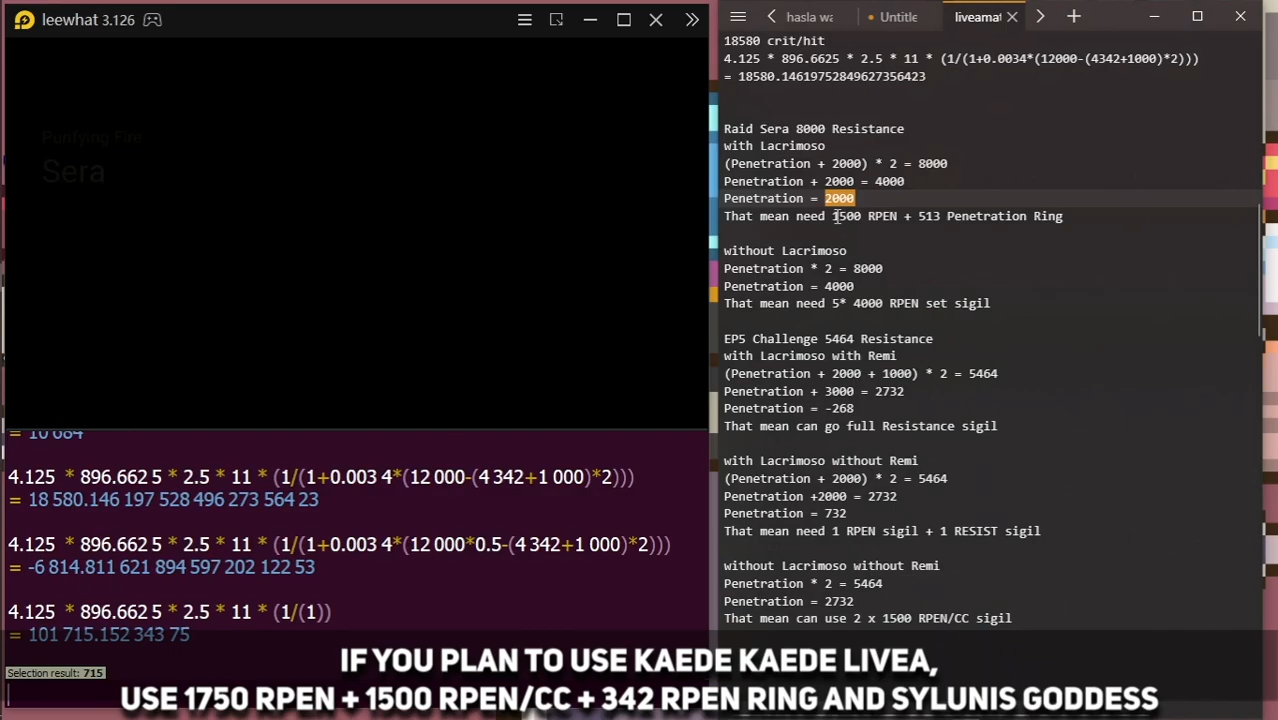 leewhat 3.126
hasla wa
Untitle
liveamat
Purifying Fire
Sera
18580 crit/hit
4.125 * 896.6625 * 2.5 * 11 * (1/(1+0.0034*(12000-(4342+1000)*2)))
= 18580.14619752849627356423
Raid Sera 8000 Resistance
with Lacrimoso
(Penetration + 2000) * 2 = 8000
Penetration + 2000 = 4000
Penetration = 2000
That mean need 1500 RPEN + 513 Penetration Ring
without Lacrimoso
Penetration * 2 = 8000
Penetration = 4000
That mean need 5* 4000 RPEN set sigil
EP5 Challenge 5464 Resistance
with Lacrimoso with Remi
(Penetration + 2000 + 1000) * 2 = 5464
Penetration + 3000 = 2732
Penetration = -268
That mean can go full Resistance sigil
with Lacrimoso without Remi
(Penetration + 2000) * 2 = 5464
Penetration +2000 = 2732
Penetration = 732
That mean need 1 RPEN sigil + 1 RESIST sigil
without Lacrimoso without Remi
Penetration * 2 = 5464
Penetration = 2732
That mean can use 2 x 1500 RPEN/CC sigil
= 10 684
4.125 * 896.662 5 * 2.5 * 11 * (1/(1+0.003 4*(12 000-(4 342+1 000)*2)))
= 18 580.146 197 528 496 273 564 23
4.125 * 896.662 5 * 2.5 * 11 * (1/(1+0.003 4*(12 000*0.5-(4 342+1 000)*2)))
= -6 814.811 621 894 597 202 122 53
4.125 * 896.662 5 * 2.5 * 11 * (1/(1))
= 101 715.152 343 75
Selection result: 715
IF YOU PLAN TO USE KAEDE KAEDE LIVEA,
USE 1750 RPEN + 1500 RPEN/CC + 342 RPEN RING AND SYLUNIS GODDESS